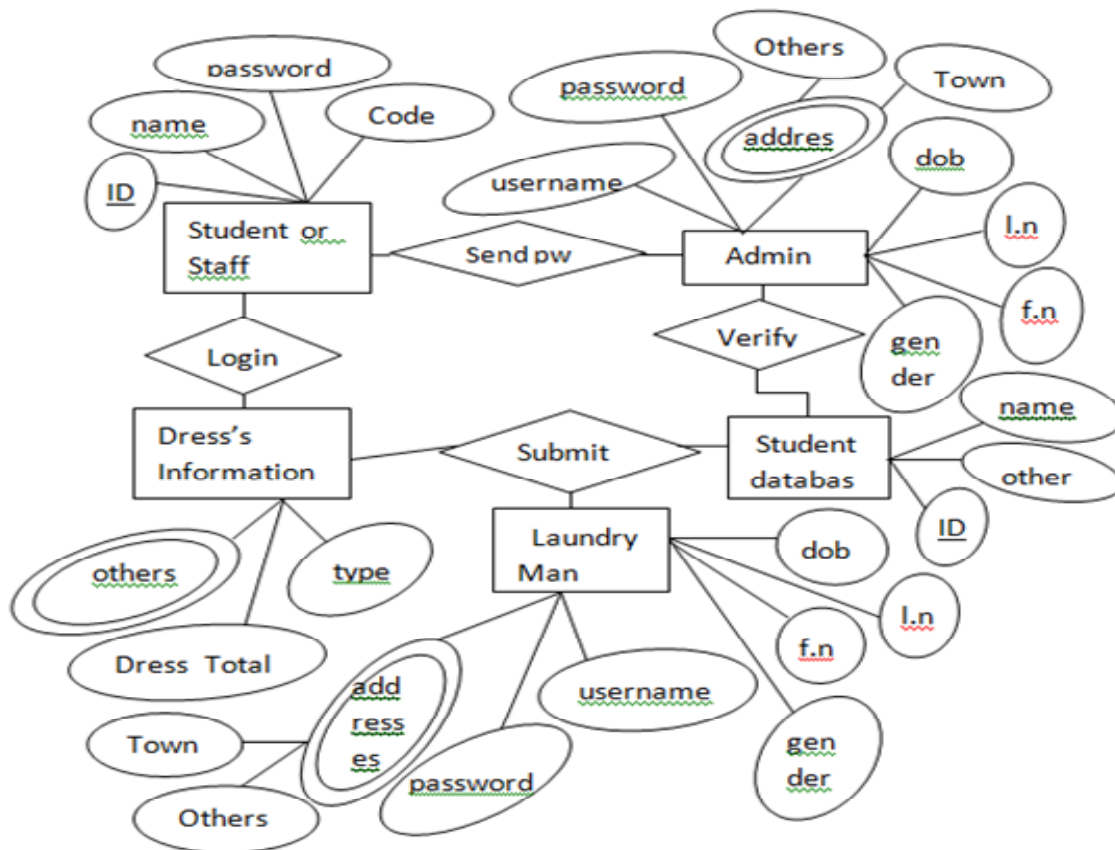 Others
password
Town
password
Code
name
addres
dob
ID
username
l.n
Student or
Staff
Send pw
Admin
f.n
Login
Verify
gen
der
name
Dress's
Information
Submit
Student
databas
other
ID
Laundry
Man
dob
others
type
l.n
f.n
Dress Total
add
ress
es
username
Town
gen
der
password
Others